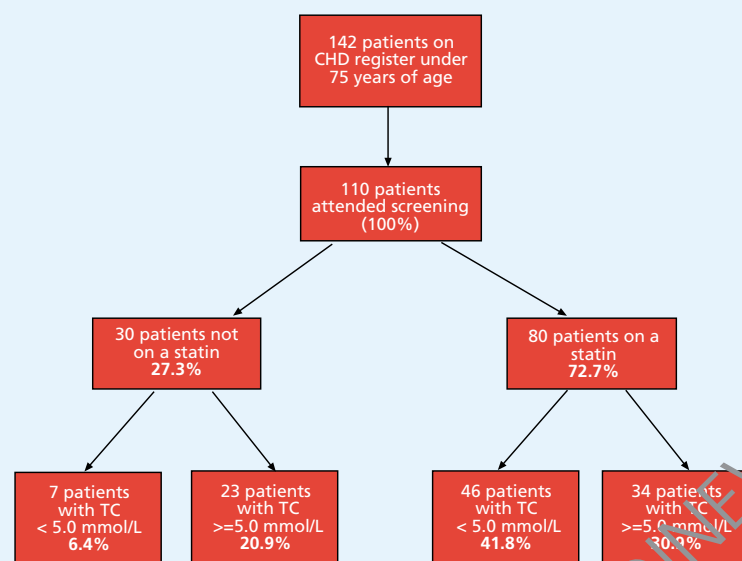 142 patients on
CHD register under
75 years of age
110 patients
attended screening
(100%)
30 patients not
on a statin
27.3%
80 patients on a
statin
72.7%
7 patients
with TC
< 5.0 mmol/L
6.4%
23 patients
with TC
>=5.0 mmol/L
20.9%
46 patients
with TC
< 5.0 mmol/L
41.8%
34 patients
with TC
>=5.0 mmol/L
30.9%